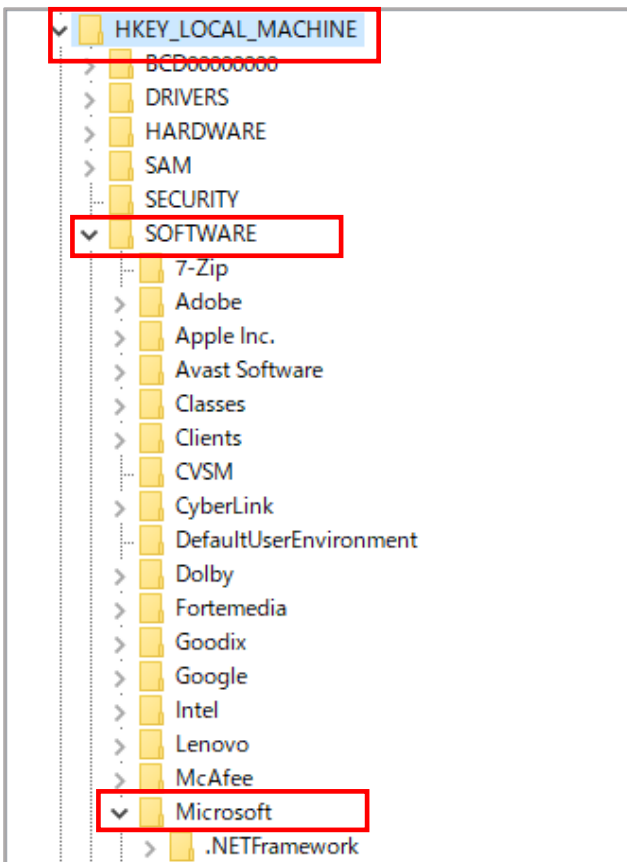 HKEY_LOCAL_MACHINE
BCD00000000
DRIVERS
HARDWARE
SAM
SECURITY
SOFTWARE
7-Zip
Adobe
Apple Inc.
Avast Software
Classes
Clients
CVSM
CyberLink
DefaultUserEnvironment
Dolby
Fortemedia
Goodix
Google
Intel
Lenovo
McAfee
Microsoft
.NETFramework